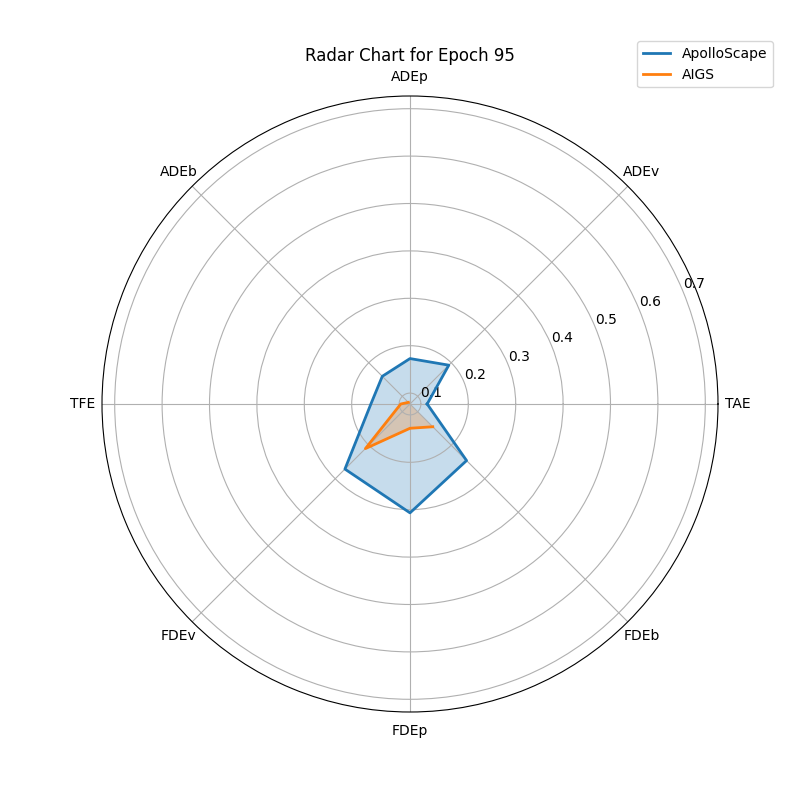 Radar Chart for Epoch 95
ApolloScape
AIGS
ADEp
ADEb
ADEv
0.7
0.6
0.5
0.4
0.3
0.2
0.1
TFE
TAE
FDEv
FDEb
FDEp